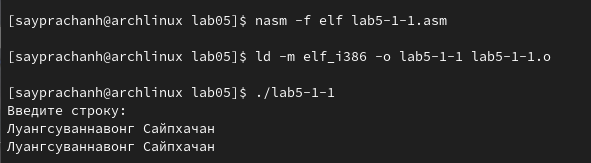 [sayprachanh@archlinux lab05]$ nasm -f elf lab5-1-1.asm
[sayprachanh@archlinux lab05]$ ld -m elf_i386 -o lab5-1-1 lab5-1-1.o
[sayprachanh@archlinux lab05]$ ./lab5-1-1
Введите строку:
Луангсуваннавонг Сайпхачан
Луангсуваннавонг Сайпхачан